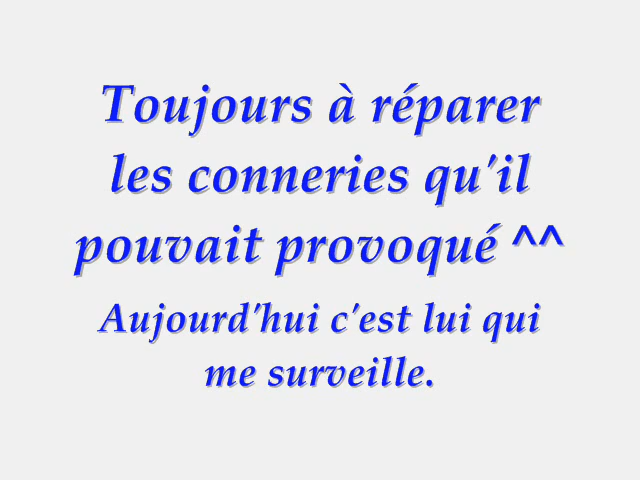 Toujours à réparer
les conneries qu'il
pouvait provoqué ^^
Aujourd'hui c'est lui qui
me surveille.